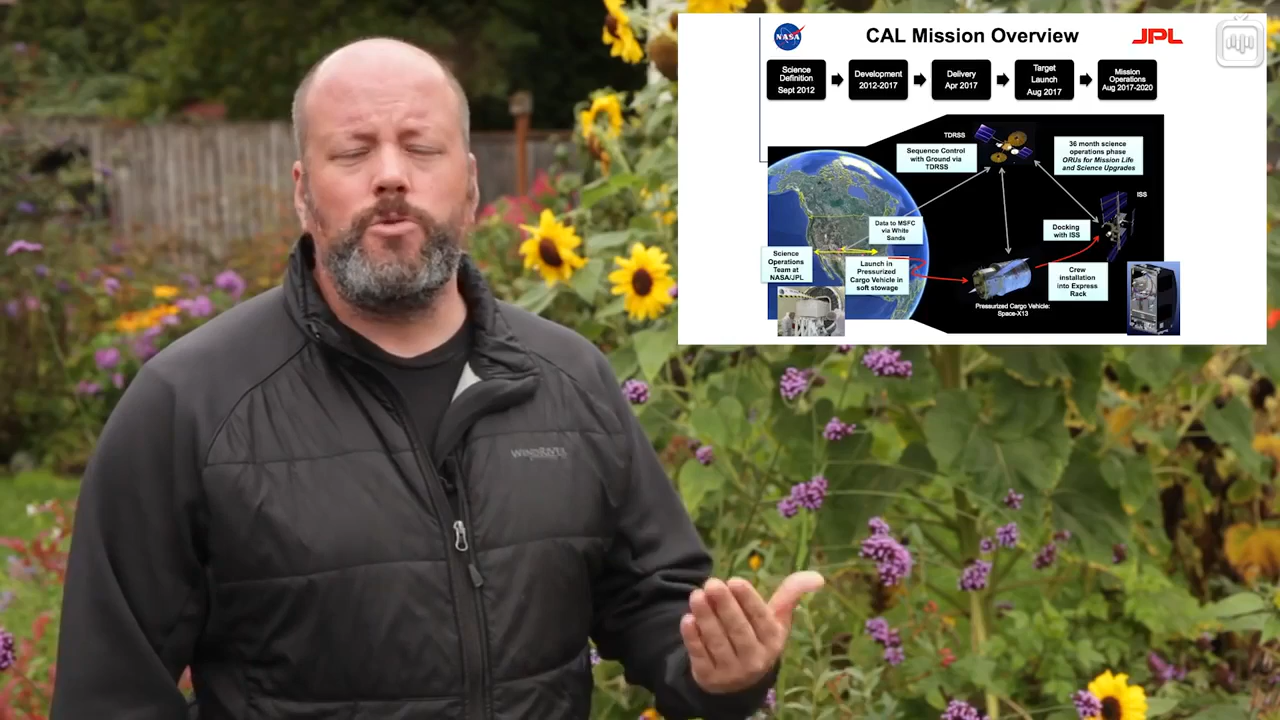 NASA
CAL Mission Overview
JPL
Science
Definition
Sept 2012
Development
2012-2017
Delivery
Apr 2017
Target
Launch
Aug 2017
Mission
Operations
Aug 2017-2020
TDRSS
Sequence Control
with Ground via
TDRSS
36 month science
operations phase
ORUs for Mission Life
and Science Upgrades
ISS
Data to MSFC
via White
Sands
Docking
with ISS
Science
Operations
Team at
NASA/JPL
Launch in
Pressurized
Cargo Vehicle in
soft stowage
Crew
installation
into Express
Rack
Pressurized Cargo Vehicle:
Space-X13
WINDRIVER